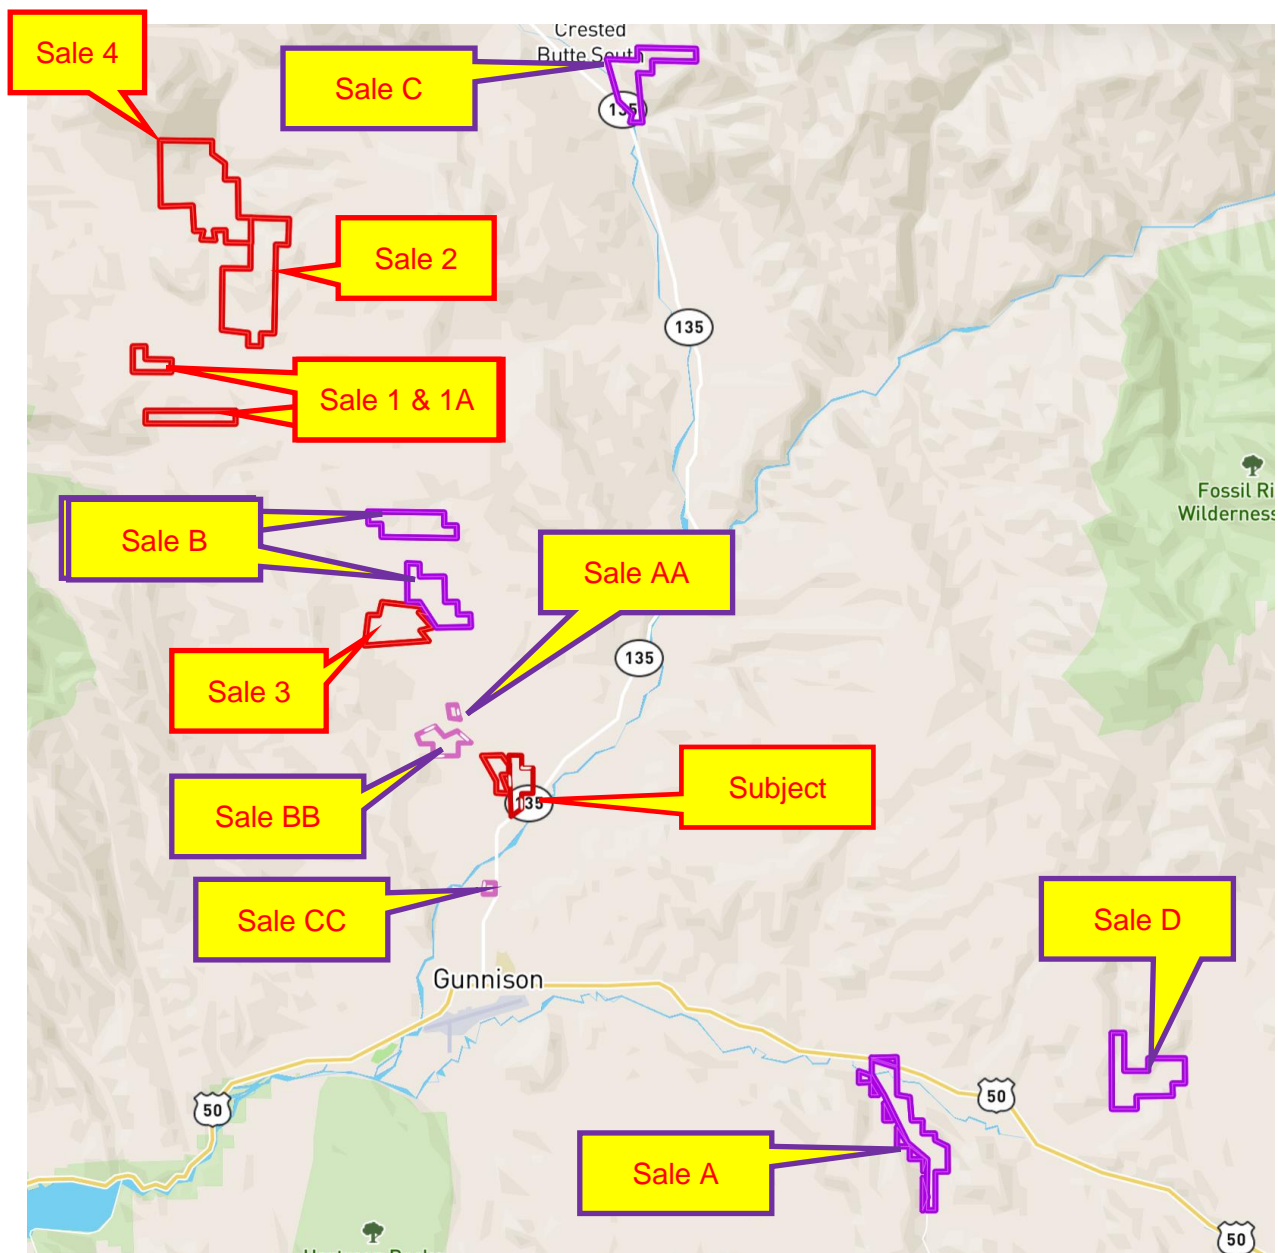 Sale 4
Crested
Butte South
Sale C
135
Sale 2
135
Sale 1 & 1A
Fossil Ri
Wilderness
Sale B
Sale AA
135
Sale 3
Subject
Sale BB
135
Sale CC
Sale D
Gunnison
50
50
Sale A
50